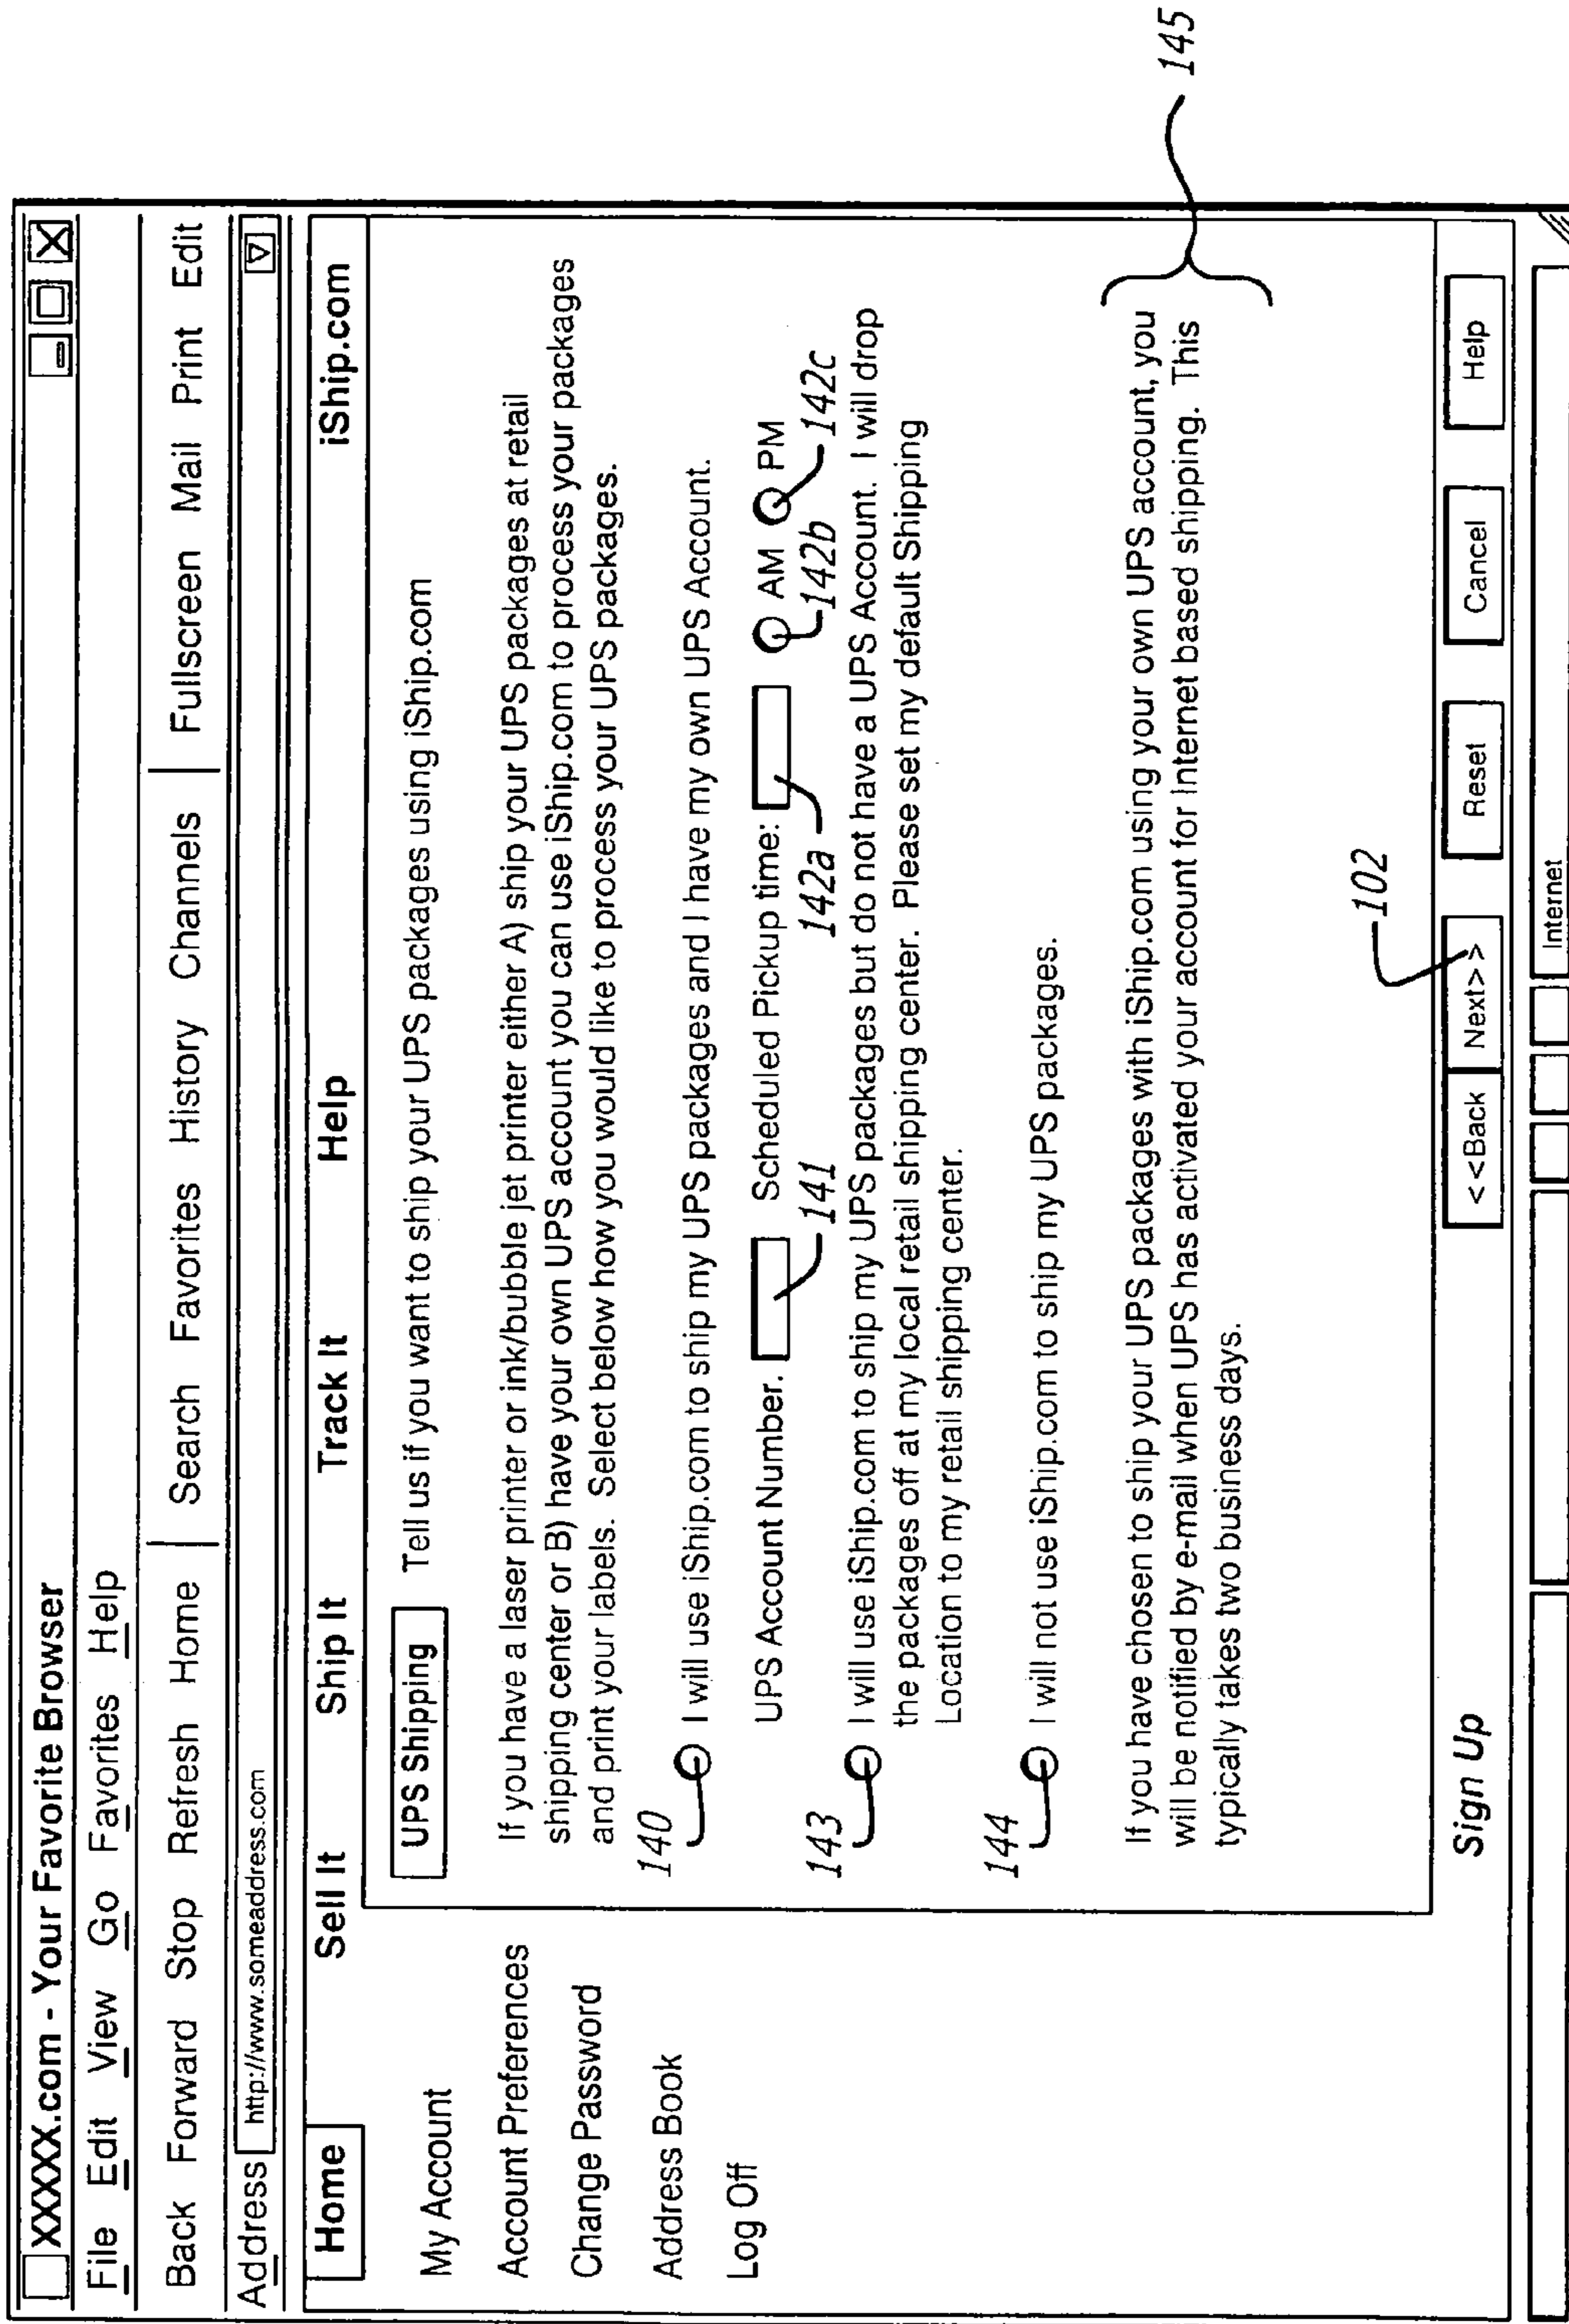 XXXXX.com - Your Favorite Browser
File Edit View Go Favorites Help
Back Forward Stop Refresh Home Search Favorites History Channels Fullscreen Mail Print Edit
Address http://www.someaddress.com
Home Sell It Ship It Track It Help iShip.com
My Account
Account Preferences
Change Password
Address Book
Log Off
UPS Shipping Tell us if you want to ship your UPS packages using iShip.com
If you have a laser printer or ink/bubble jet printer either A) ship your UPS packages at retail
shipping center or B) have your own UPS account you can use iShip.com to process your packages
and print your labels. Select below how you would like to process your UPS packages.
140
I will use iShip.com to ship my UPS packages and I have my own UPS Account.
UPS Account Number. Scheduled Pickup time: AM PM
141 142a 142b 142c
143
I will use iShip.com to ship my UPS packages but do not have a UPS Account. I will drop
the packages off at my local retail shipping center. Please set my default Shipping
Location to my retail shipping center.
144
I will not use iShip.com to ship my UPS packages.
If you have chosen to ship your UPS packages with iShip.com using your own UPS account, you
will be notified by e-mail when UPS has activated your account for Internet based shipping. This
typically takes two business days.
145
102
Sign Up <<Back Next>> Reset Cancel Help
Internet